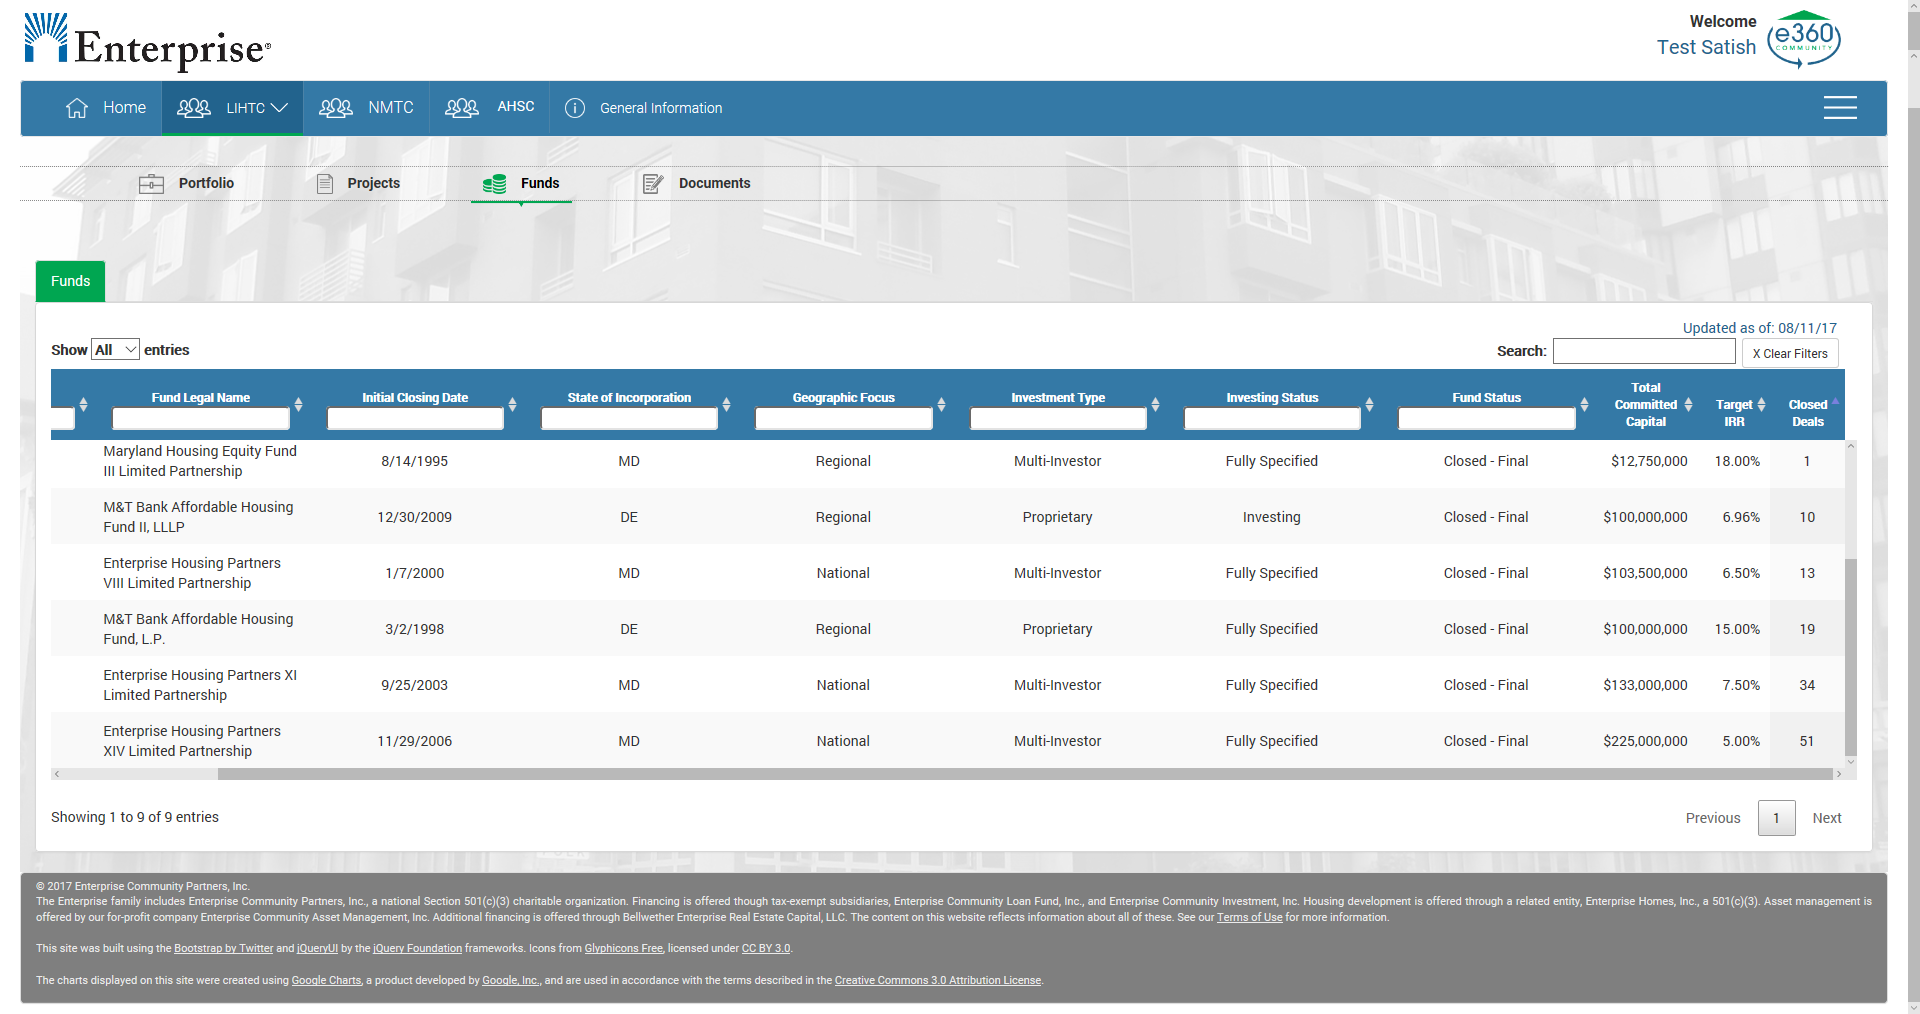 Enterprise®
Welcome
Test Satish
e360
COMMUNITY
Home
LIHTC
NMTC
AHSC
General Information
Portfolio
Projects
Funds
Documents
Funds
Updated as of: 08/11/17
Show All entries
Search:
X Clear Filters
Fund Legal Name
Initial Closing Date
State of Incorporation
Geographic Focus
Investment Type
Investing Status
Fund Status
Total
Committed
Capital
Target
IRR
Closed
Deals
Maryland Housing Equity Fund
III Limited Partnership
8/14/1995
MD
Regional
Multi-Investor
Fully Specified
Closed - Final
$12,750,000
18.00%
1
M&T Bank Affordable Housing
Fund II, LLLP
12/30/2009
DE
Regional
Proprietary
Investing
Closed - Final
$100,000,000
6.96%
10
Enterprise Housing Partners
VIII Limited Partnership
1/7/2000
MD
National
Multi-Investor
Fully Specified
Closed - Final
$103,500,000
6.50%
13
M&T Bank Affordable Housing
Fund, L.P.
3/2/1998
DE
Regional
Proprietary
Fully Specified
Closed - Final
$100,000,000
15.00%
19
Enterprise Housing Partners XI
Limited Partnership
9/25/2003
MD
National
Multi-Investor
Fully Specified
Closed - Final
$133,000,000
7.50%
34
Enterprise Housing Partners
XIV Limited Partnership
11/29/2006
MD
National
Multi-Investor
Fully Specified
Closed - Final
$225,000,000
5.00%
51
Showing 1 to 9 of 9 entries
Previous
1
Next
© 2017 Enterprise Community Partners, Inc.
The Enterprise family includes Enterprise Community Partners, Inc., a national Section 501(c)(3) charitable organization. Financing is offered though tax-exempt subsidiaries, Enterprise Community Loan Fund, Inc., and Enterprise Community Investment, Inc. Housing development is offered through a related entity, Enterprise Homes, Inc., a 501(c)(3). Asset management is
offered by our for-profit company Enterprise Community Asset Management, Inc. Additional financing is offered through Bellwether Enterprise Real Estate Capital, LLC. The content on this website reflects information about all of these. See our Terms of Use for more information.
This site was built using the Bootstrap by Twitter and jQueryUI by the jQuery Foundation frameworks. Icons from Glyphicons Free, licensed under CC BY 3.0.
The charts displayed on this site were created using Google Charts, a product developed by Google, Inc., and are used in accordance with the terms described in the Creative Commons 3.0 Attribution License.